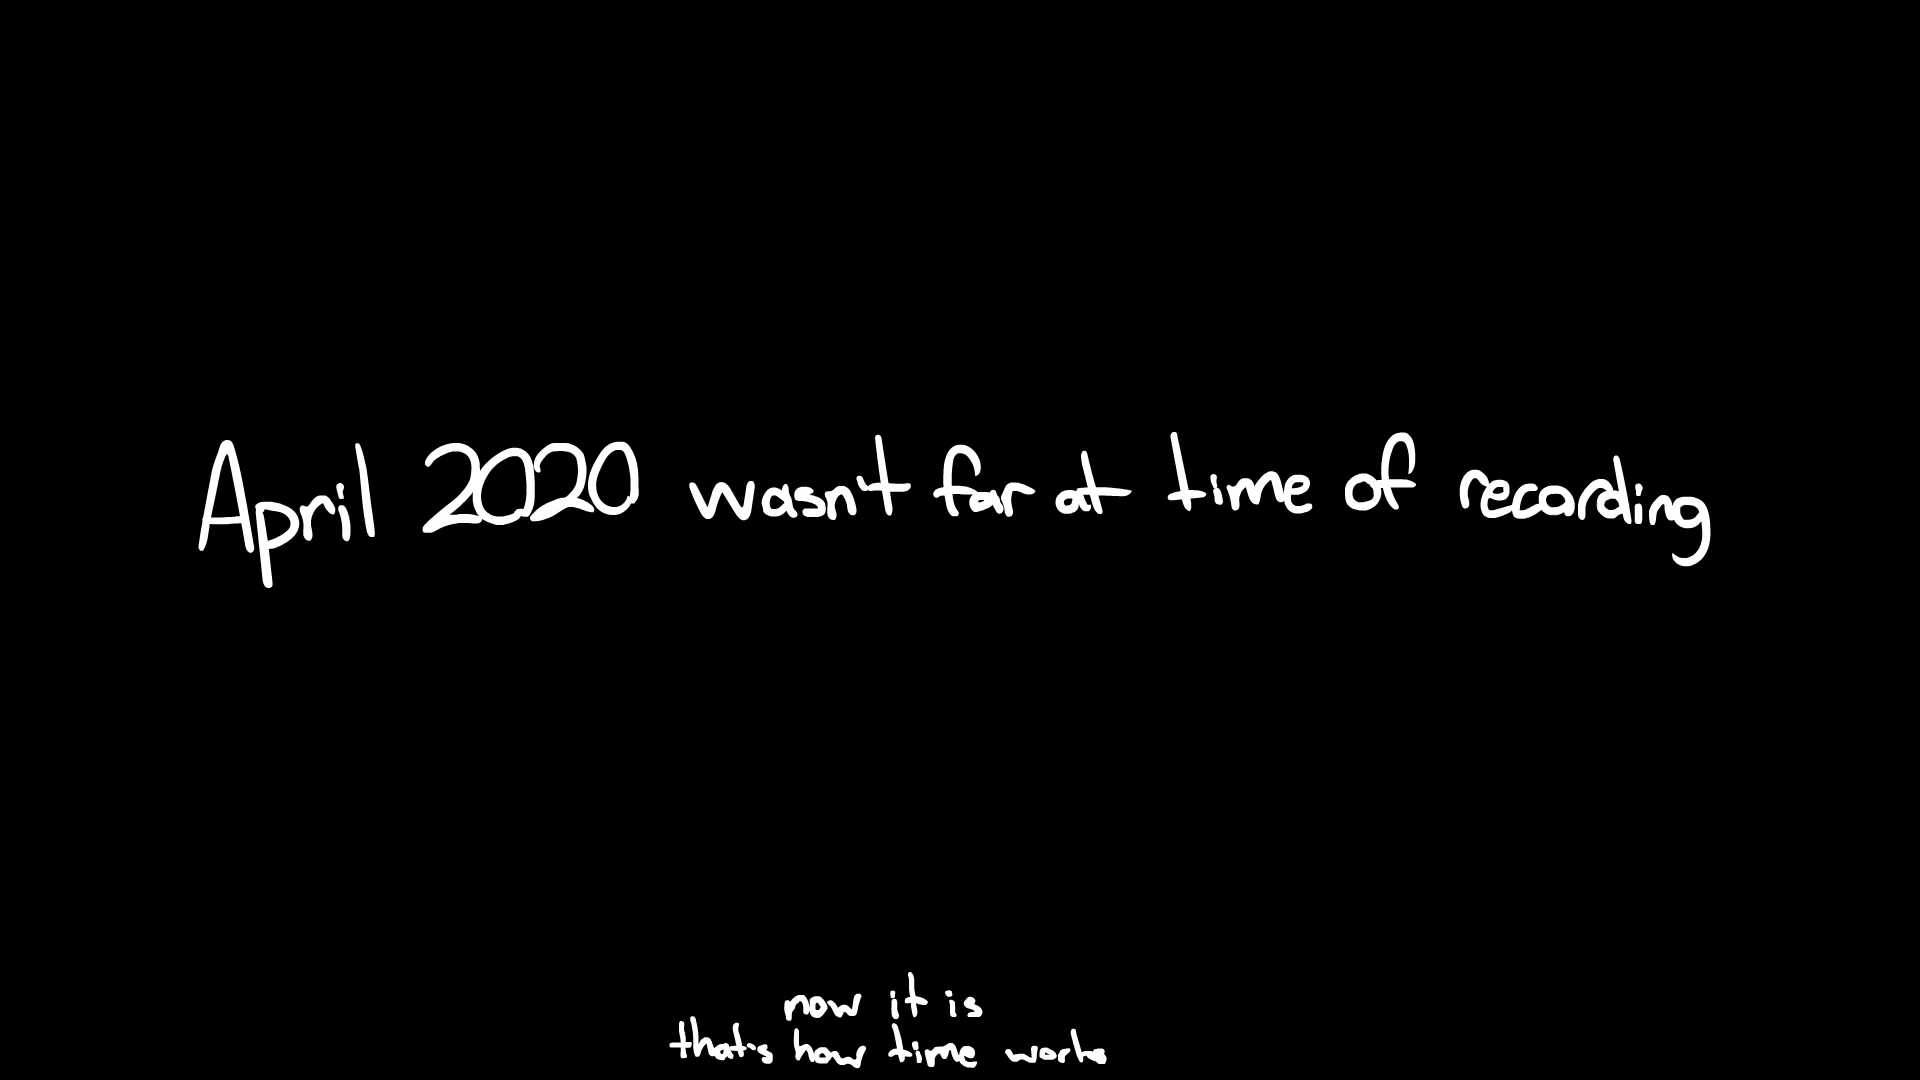 April 2020 wasn't far at time of recording
now it is
that's how time works